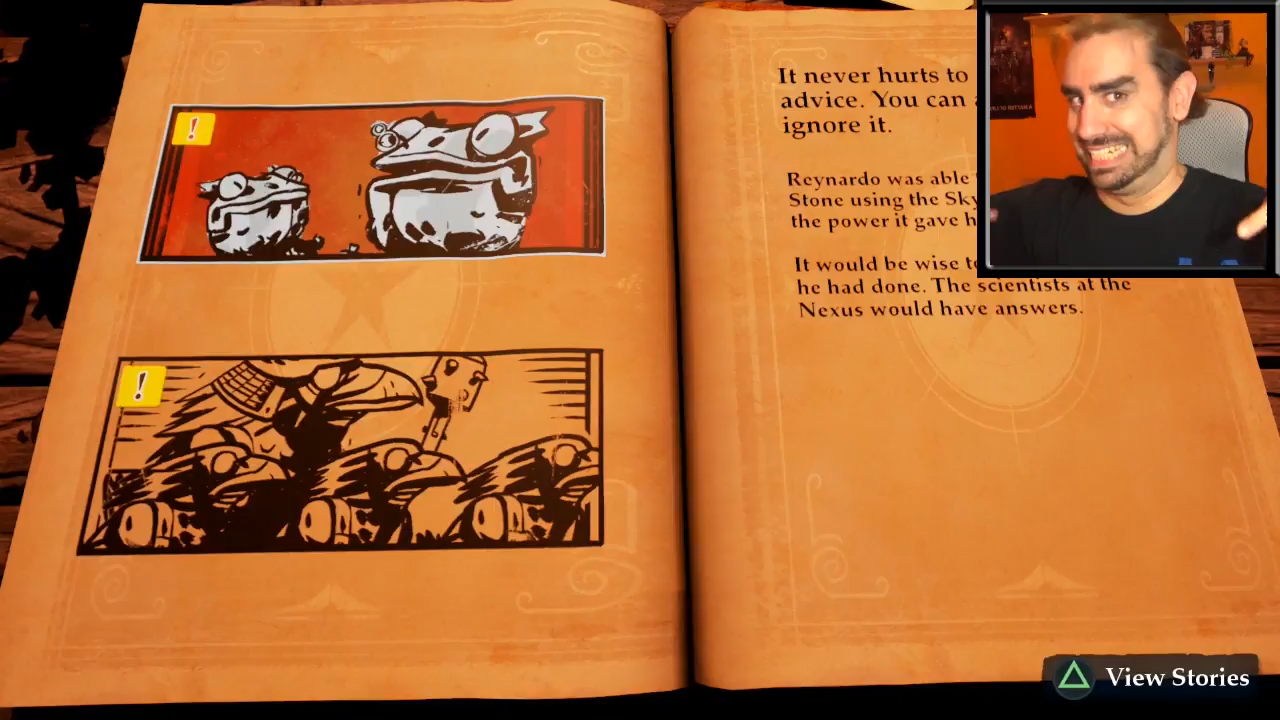 !
!
It never hurts to
advice. You can
ignore it.
Reynardo was able
Stone using the Sky
the power it gave h
It would be wise to
he had done. The scientists at the
Nexus would have answers.
View Stories